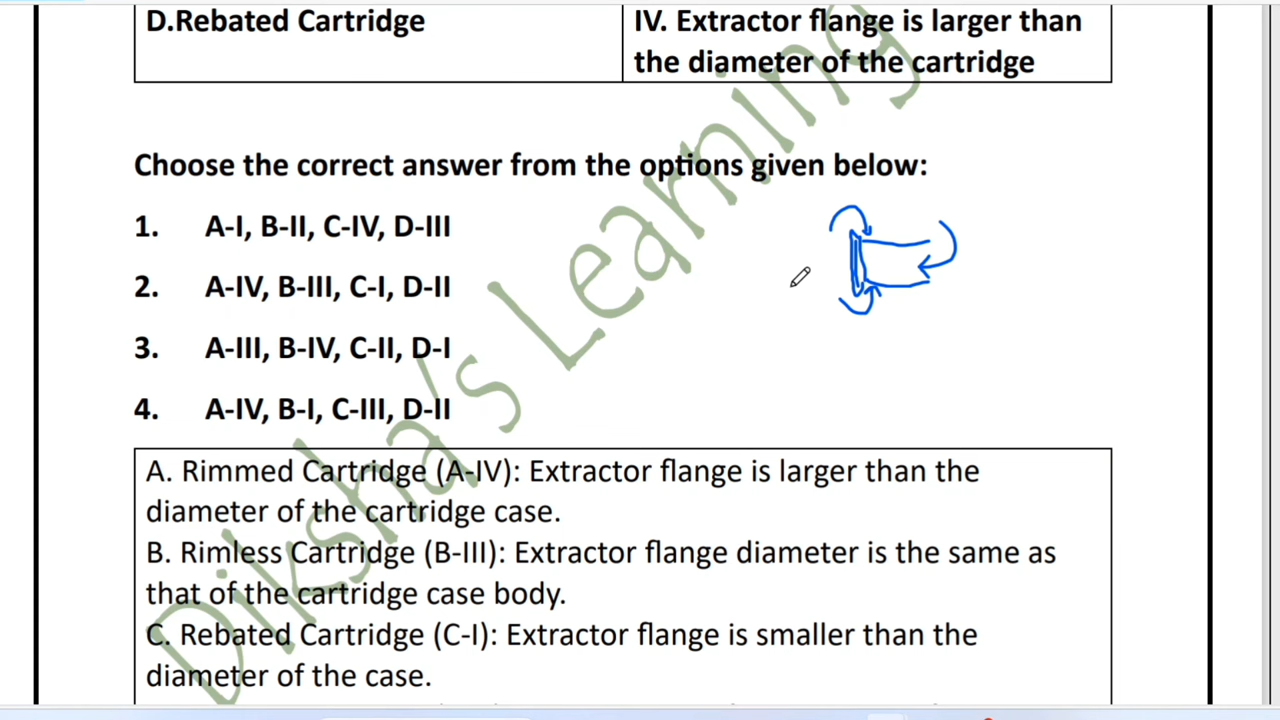 D.Rebated Cartridge
IV. Extractor flange is larger than
the diameter of the cartridge
Choose the correct answer from the options given below:
1. A-I, B-II, C-IV, D-III
2. A-IV, B-III, C-I, D-II
3. A-III, B-IV, C-II, D-I
4. A-IV, B-I, C-III, D-II
A. Rimmed Cartridge (A-IV): Extractor flange is larger than the
diameter of the cartridge case.
B. Rimless Cartridge (B-III): Extractor flange diameter is the same as
that of the cartridge case body.
C. Rebated Cartridge (C-I): Extractor flange is smaller than the
diameter of the case.
Diksha's Learning